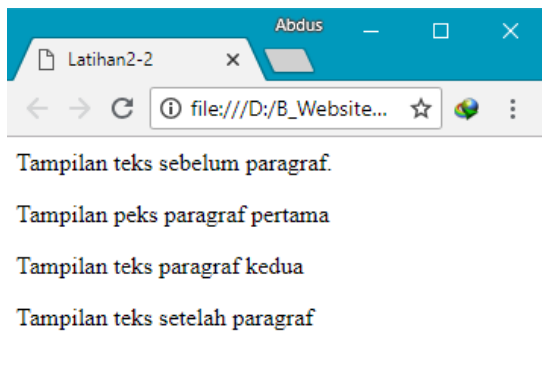 Abdus
Latihan2-2
file:///D:/B_Website...
Tampilan teks sebelum paragraf.
Tampilan peks paragraf pertama
Tampilan teks paragraf kedua
Tampilan teks setelah paragraf